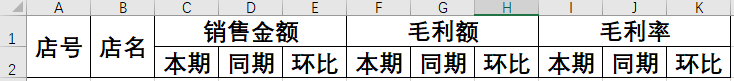 A B C D E F G H I J K
1 店号 店名 销售金额 毛利额 毛利率
2 本期 同期 环比 本期 同期 环比 本期 同期 环比